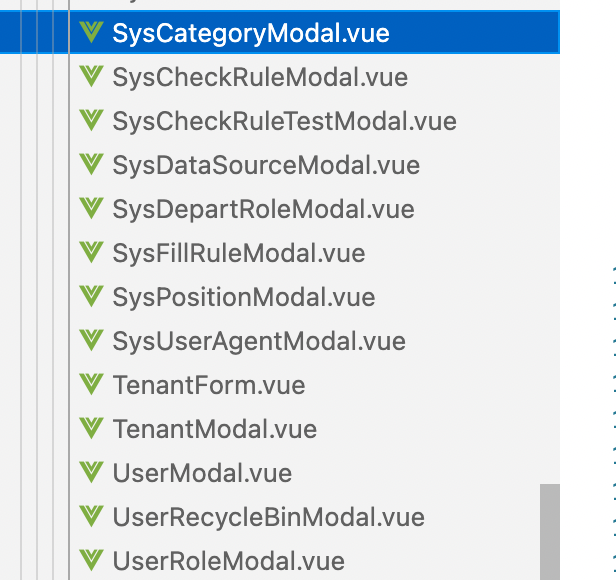 SysCategoryModal.vue
SysCheckRuleModal.vue
SysCheckRuleTestModal.vue
SysDataSourceModal.vue
SysDepartRoleModal.vue
SysFillRuleModal.vue
SysPositionModal.vue
SysUserAgentModal.vue
TenantForm.vue
TenantModal.vue
UserModal.vue
UserRecycleBinModal.vue
UserRoleModal.vue